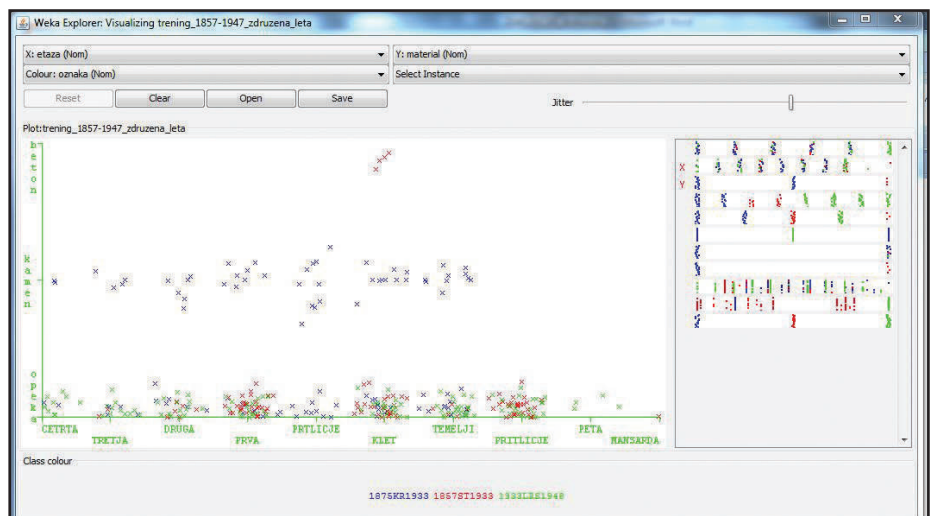 Weka Explorer: Visualizing trening_1857-1947_zdruzena_leta
X: etaza (Nom) Y: material (Nom)
Colour: oznaka (Nom) Select Instance
Reset Clear Open Save Jitter
Plot:trening_1857-1947_zdruzena_leta
beton
kamen
opeka
CETRTA DRUGA PRTLICJE TEMELJI PETA
TRETJA PRVA KLET PRITLICJE MANSARDA
X
Y
Class colour
1875KR1933 1857ST1933